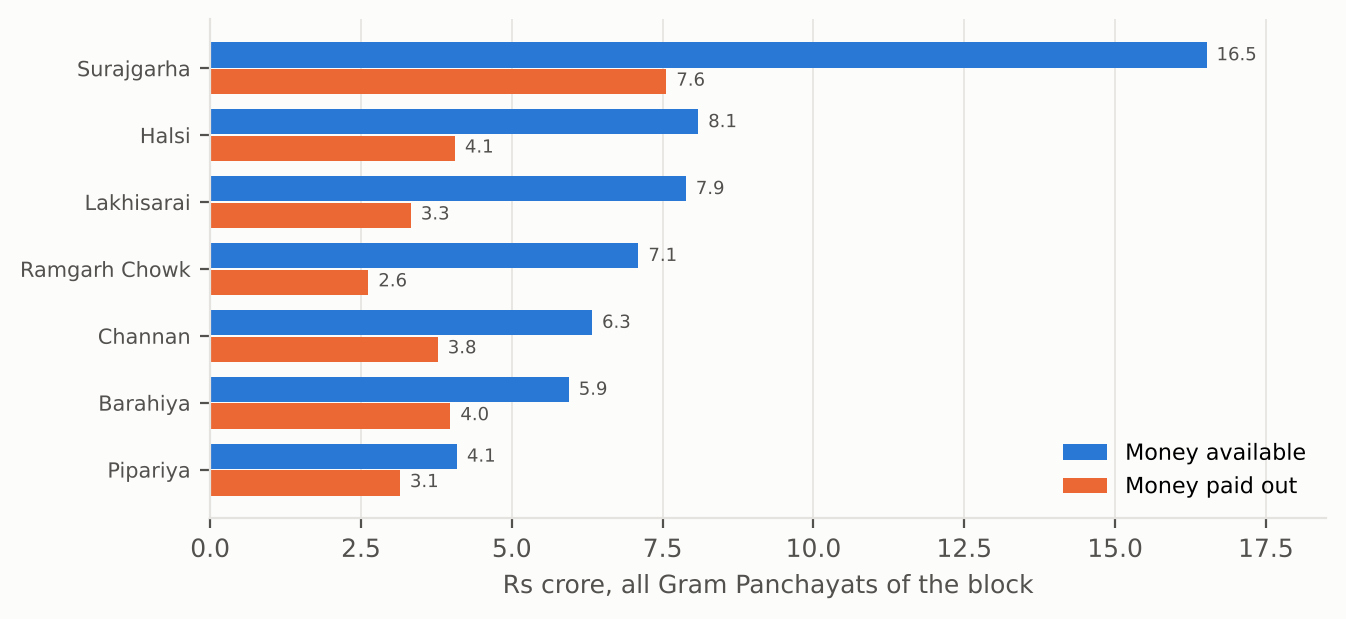 Surajgarha
16.5
7.6
Halsi
8.1
4.1
Lakhisarai
7.9
3.3
Ramgarh Chowk
7.1
2.6
Channan
6.3
3.8
Barahiya
5.9
4.0
Pipariya
4.1
3.1
Money available
Money paid out
0.0 2.5 5.0 7.5 10.0 12.5 15.0 17.5
Rs crore, all Gram Panchayats of the block